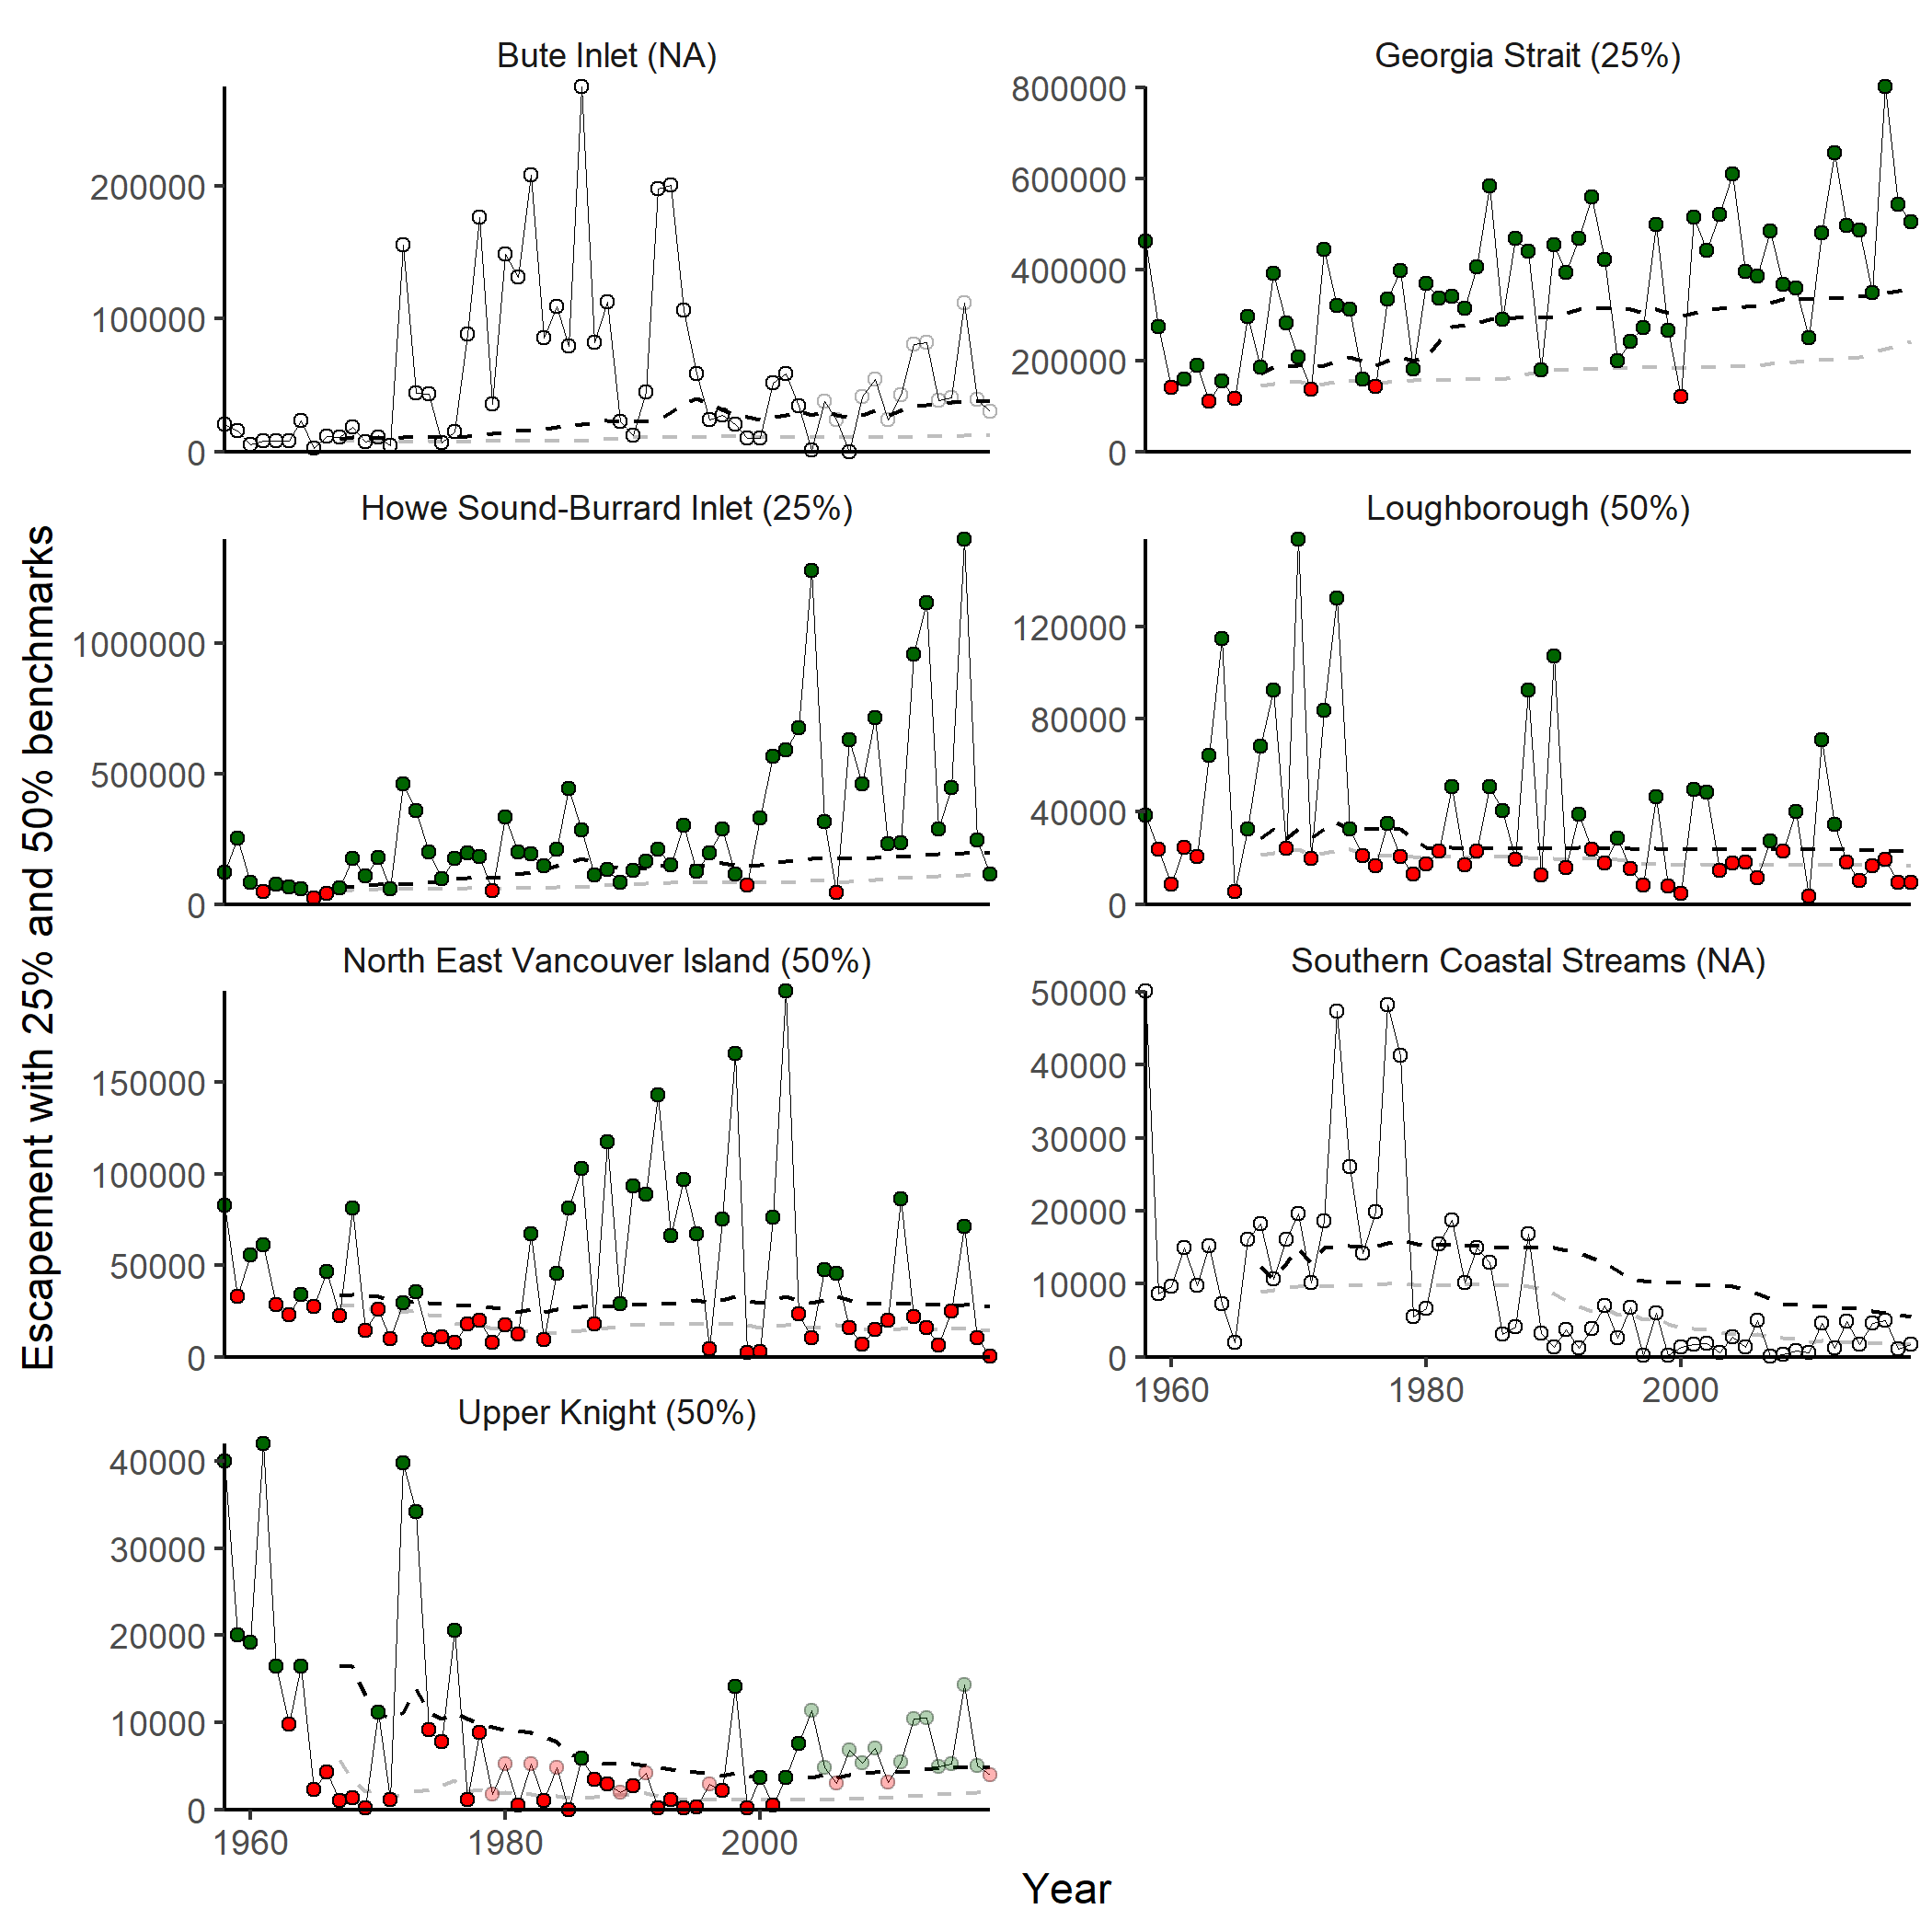 Bute Inlet (NA)
200000
100000
0
Georgia Strait (25%)
800000
600000
400000
200000
0
Howe Sound-Burrard Inlet (25%)
1000000
500000
0
Loughborough (50%)
120000
80000
40000
0
North East Vancouver Island (50%)
150000
100000
50000
0
Southern Coastal Streams (NA)
50000
40000
30000
20000
10000
0
1960 1980 2000
Upper Knight (50%)
40000
30000
20000
10000
0
1960 1980 2000
Year
Escapement with 25% and 50% benchmarks